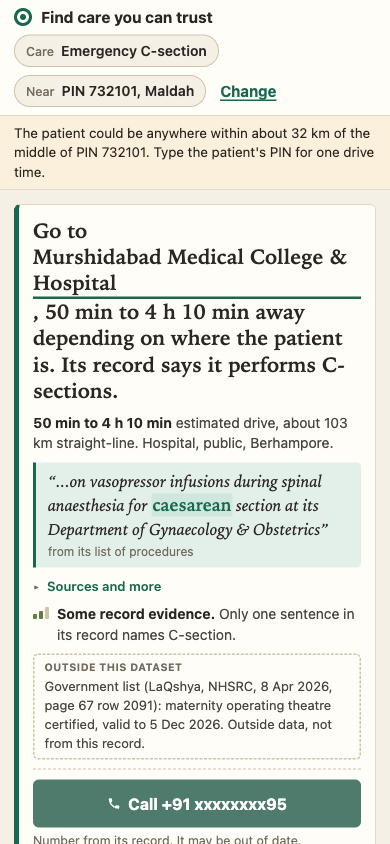 Find care you can trust
Care Emergency C-section
Near PIN 732101, Maldah Change
The patient could be anywhere within about 32 km of the
middle of PIN 732101. Type the patient's PIN for one drive
time.
Go to
Murshidabad Medical College &
Hospital
, 50 min to 4 h 10 min away
depending on where the patient
is. Its record says it performs C-
sections.
50 min to 4 h 10 min estimated drive, about 103
km straight-line. Hospital, public, Berhampore.
“…on vasopressor infusions during spinal
anaesthesia for caesarean section at its
Department of Gynaecology & Obstetrics”
from its list of procedures
▸ Sources and more
Some record evidence. Only one sentence in
its record names C-section.
OUTSIDE THIS DATASET
Government list (LaQshya, NHSRC, 8 Apr 2026,
page 67 row 2091): maternity operating theatre
certified, valid to 5 Dec 2026. Outside data, not
from this record.
Call +91 xxxxxxxx95
Number from its record. It may be out of date.